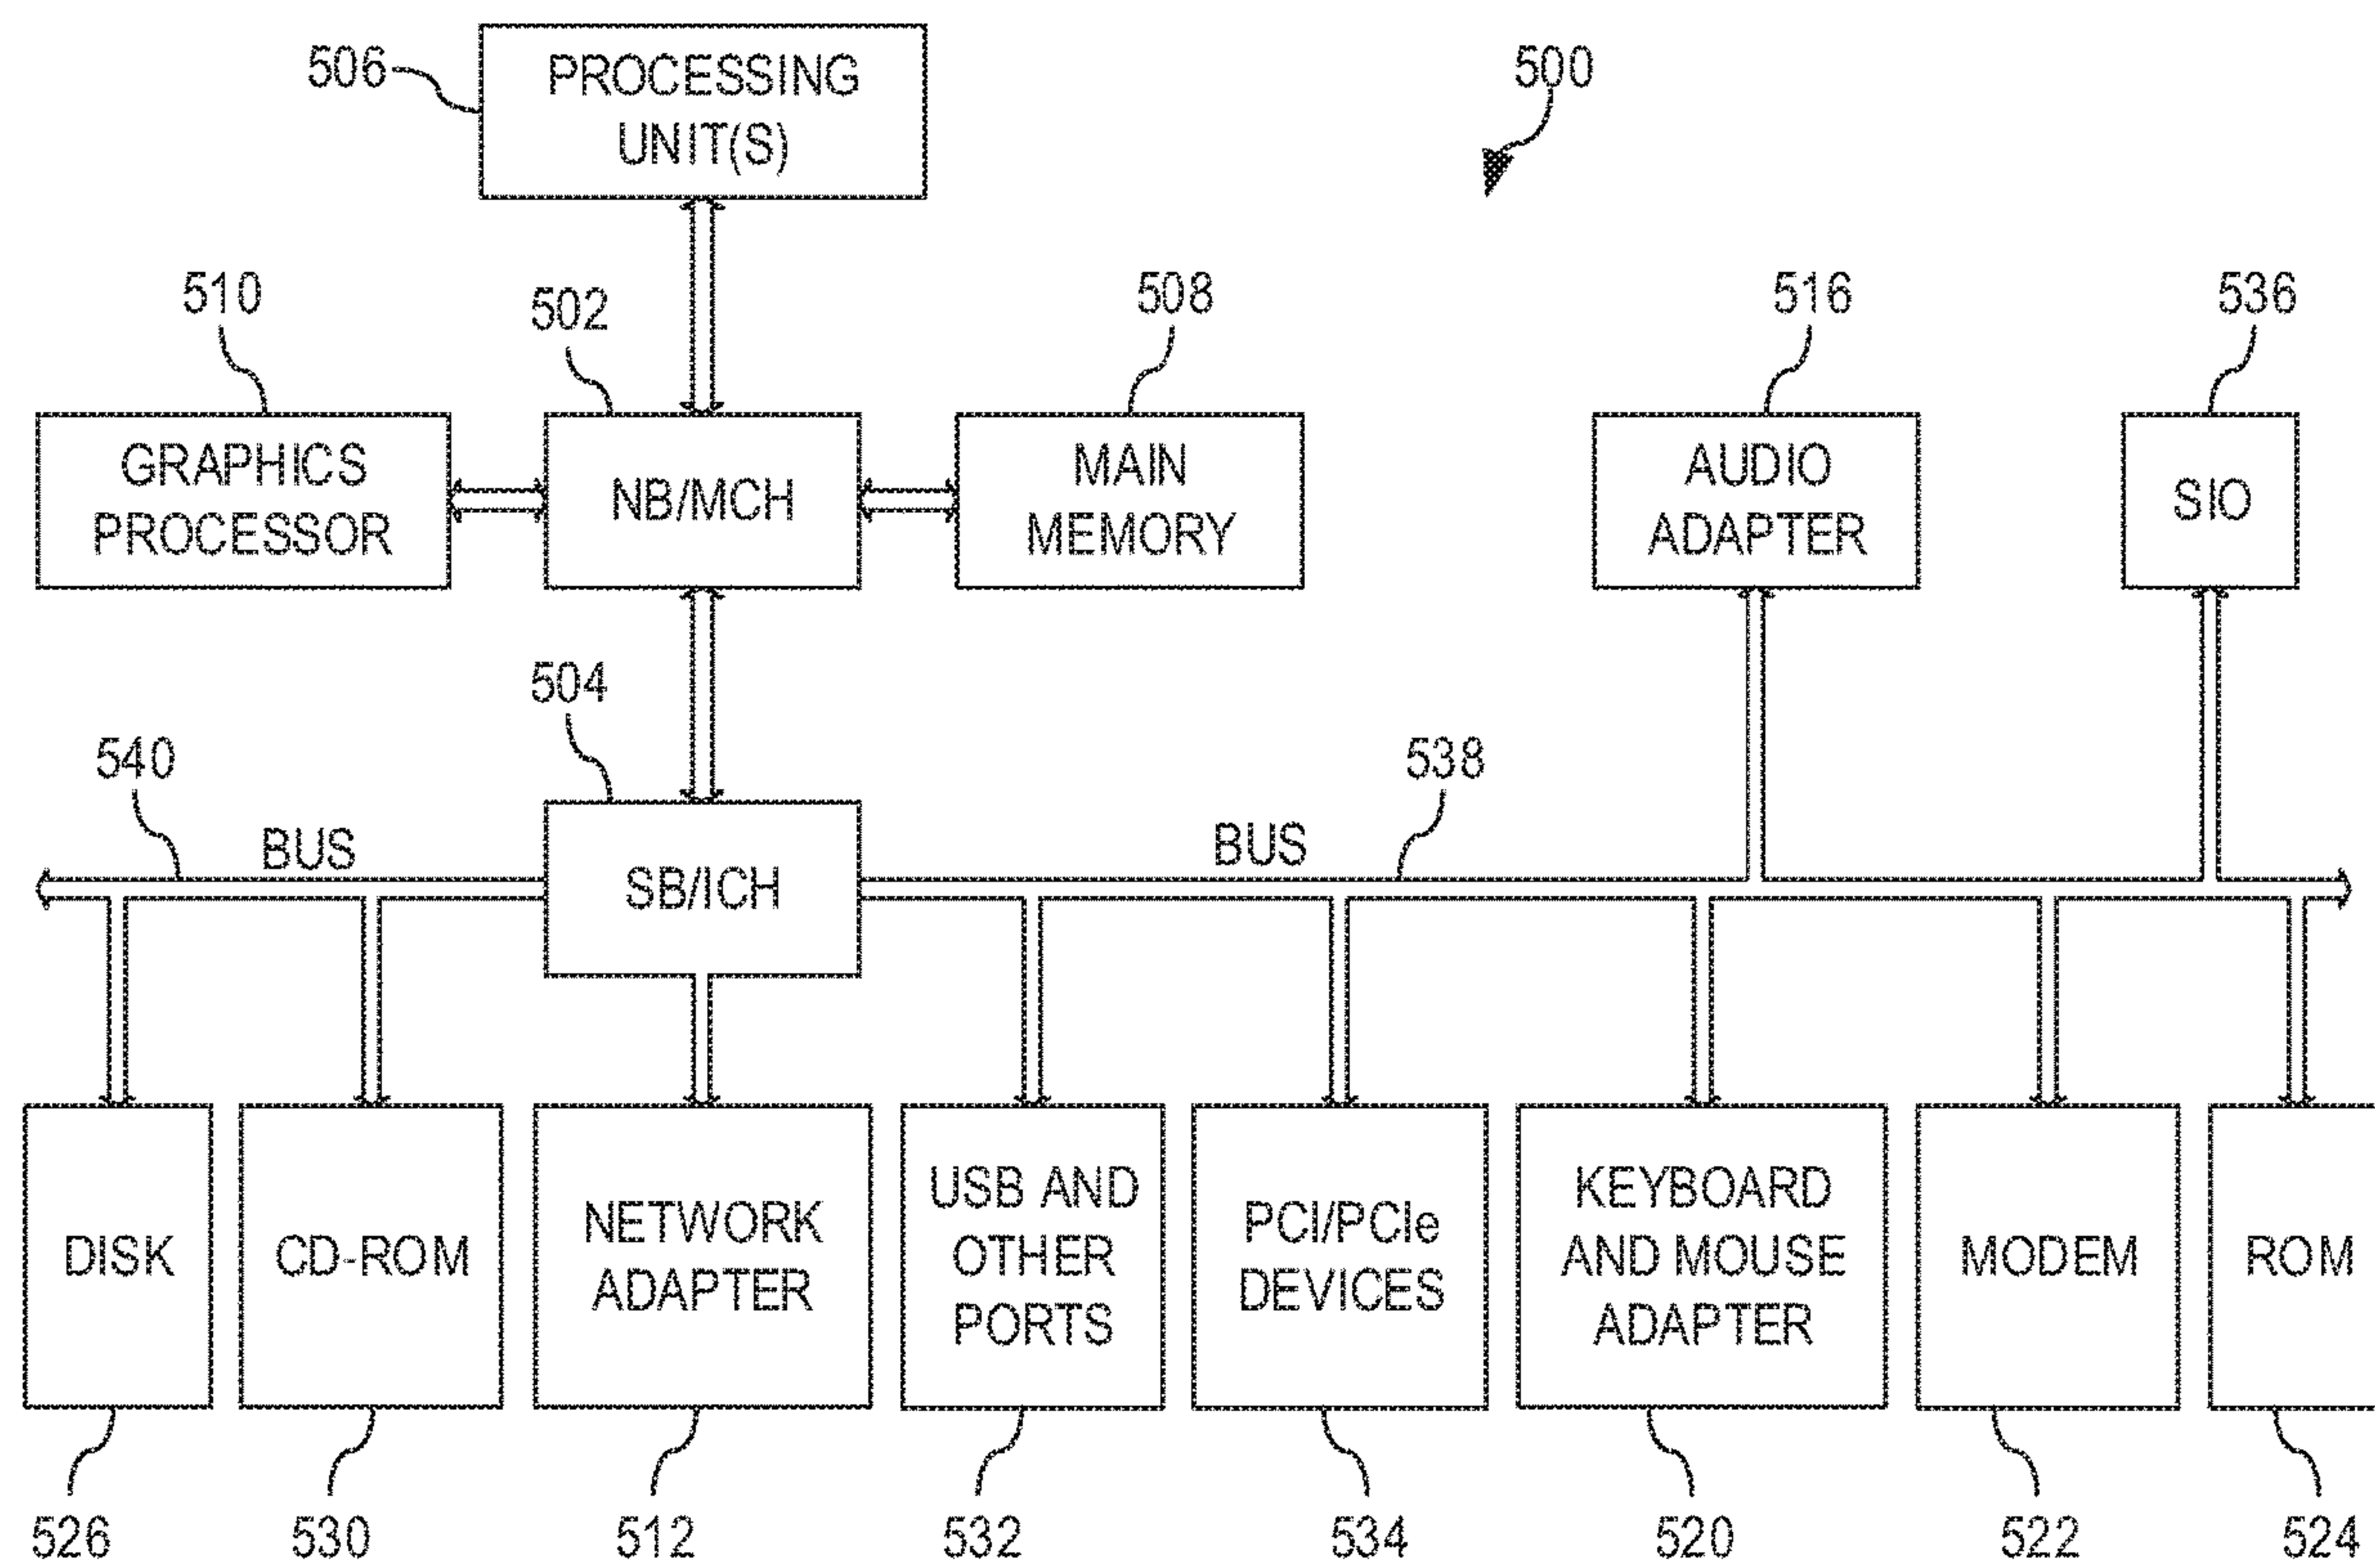 506
PROCESSING
UNIT(S)
500
510
502
508
516
536
GRAPHICS
PROCESSOR
NB/MCH
MAIN
MEMORY
AUDIO
ADAPTER
SIO
504
540
538
BUS
BUS
SB/ICH
DISK
CD-ROM
NETWORK
ADAPTER
USB AND
OTHER
PORTS
PCI/PCIe
DEVICES
KEYBOARD
AND MOUSE
ADAPTER
MODEM
ROM
526
530
512
532
534
520
522
524